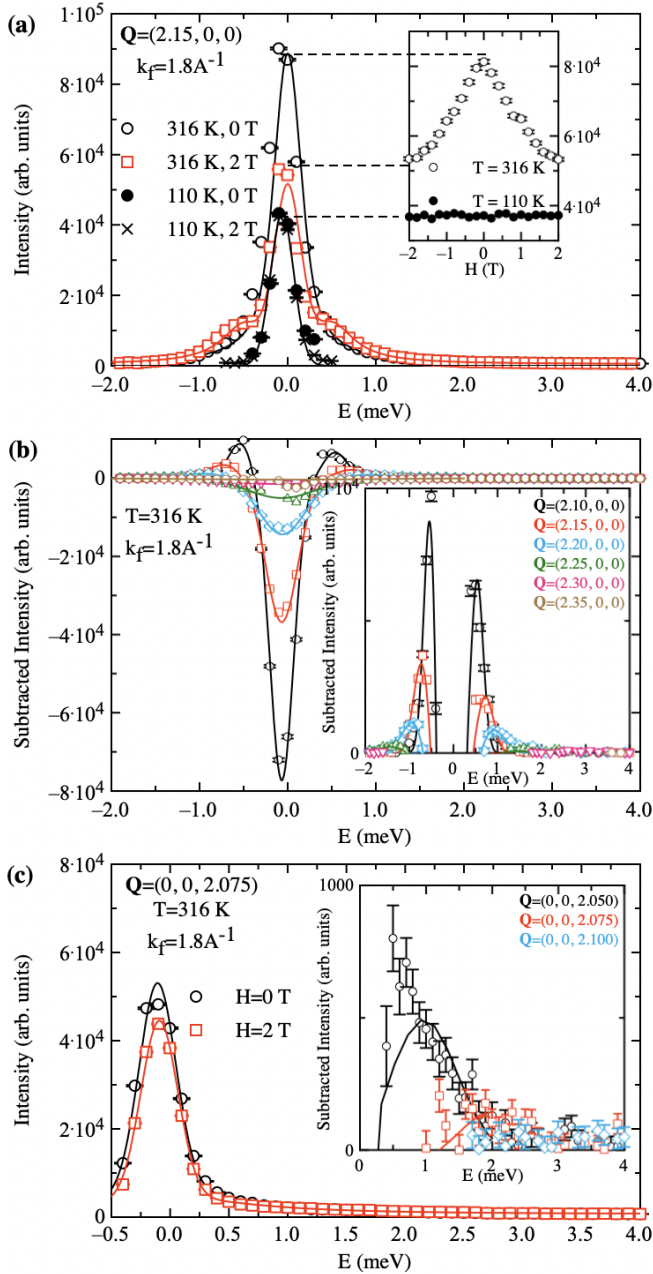 (a)
1·10⁵
8·10⁴
6·10⁴
4·10⁴
2·10⁴
0
Intensity (arb. units)
Q=(2.15, 0, 0)
k_f=1.8A⁻¹
316 K, 0 T
316 K, 2 T
110 K, 0 T
110 K, 2 T
8·10⁴
6·10⁴
4·10⁴
T = 316 K
T = 110 K
−2 −1 0 1 2
H (T)
−2.0 −1.0 0.0 1.0 2.0 3.0 4.0
E (meV)
(b)
0
−2·10⁴
−4·10⁴
−6·10⁴
−8·10⁴
Subtracted Intensity (arb. units)
T=316 K
k_f=1.8A⁻¹
10⁴
0
Subtracted Intensity (arb. units)
Q=(2.10, 0, 0)
Q=(2.15, 0, 0)
Q=(2.20, 0, 0)
Q=(2.25, 0, 0)
Q=(2.30, 0, 0)
Q=(2.35, 0, 0)
−2 −1 0 1 2 3 4
E (meV)
−2.0 −1.0 0.0 1.0 2.0 3.0 4.0
E (meV)
(c)
8·10⁴
6·10⁴
4·10⁴
2·10⁴
0
Intensity (arb. units)
Q=(0, 0, 2.075)
T=316 K
k_f=1.8A⁻¹
H=0 T
H=2 T
1000
0
Subtracted Intensity (arb. units)
Q=(0, 0, 2.050)
Q=(0, 0, 2.075)
Q=(0, 0, 2.100)
0 1 2 3 4
E (meV)
−0.5 0.0 0.5 1.0 1.5 2.0 2.5 3.0 3.5 4.0
E (meV)